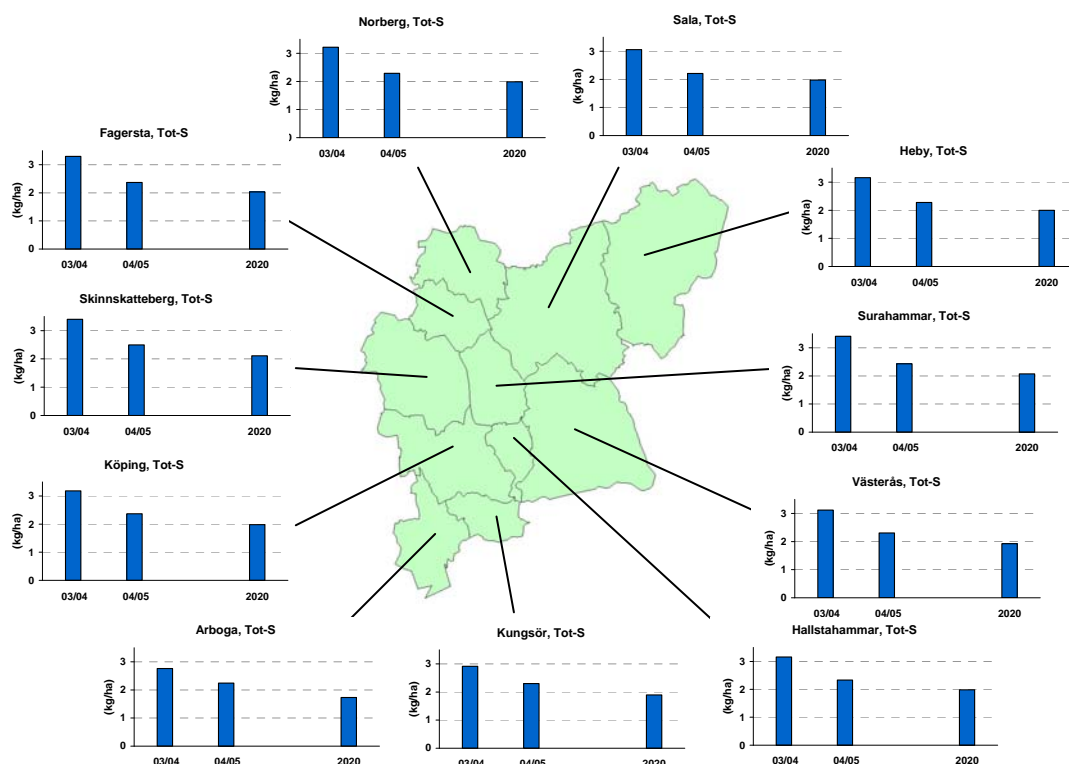 Norberg, Tot-S
(kg/ha)
3
2
1
03/04 04/05 2020
Sala, Tot-S
(kg/ha)
3
2
1
0
03/04 04/05 2020
Fagersta, Tot-S
(kg/ha)
3
2
1
0
03/04 04/05 2020
Heby, Tot-S
(kg/ha)
3
2
1
0
03/04 04/05 2020
Skinnskatteberg, Tot-S
(kg/ha)
3
2
1
0
03/04 04/05 2020
Surahammar, Tot-S
(kg/ha)
3
2
1
0
03/04 04/05 2020
Köping, Tot-S
(kg/ha)
3
2
1
0
03/04 04/05 2020
Västerås, Tot-S
(kg/ha)
3
2
1
0
03/04 04/05 2020
Arboga, Tot-S
(kg/ha)
3
2
1
0
03/04 04/05 2020
Kungsör, Tot-S
(kg/ha)
3
2
1
0
03/04 04/05 2020
Hallstahammar, Tot-S
(kg/ha)
3
2
1
0
03/04 04/05 2020